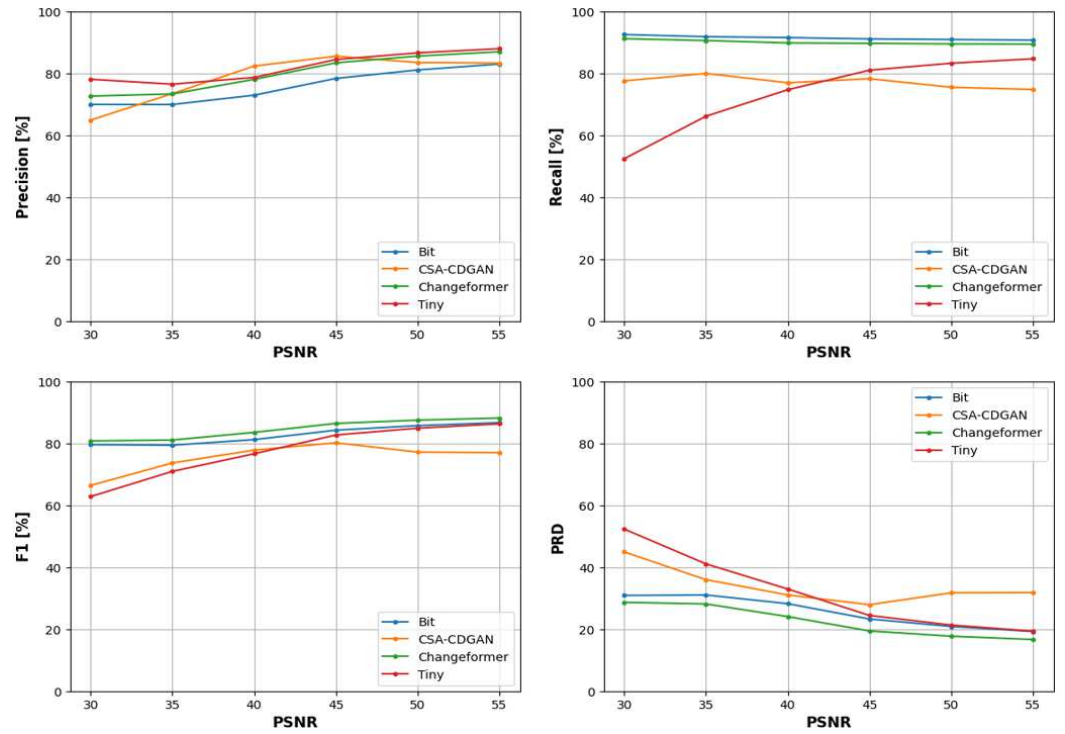 100
80
60
40
20
0
Precision [%]
Bit
CSA-CDGAN
Changeformer
Tiny
30 35 40 45 50 55
PSNR
100
80
60
40
20
0
Recall [%]
Bit
CSA-CDGAN
Changeformer
Tiny
30 35 40 45 50 55
PSNR
100
80
60
40
20
0
F1 [%]
Bit
CSA-CDGAN
Changeformer
Tiny
30 35 40 45 50 55
PSNR
100
80
60
40
20
0
PRD
Bit
CSA-CDGAN
Changeformer
Tiny
30 35 40 45 50 55
PSNR